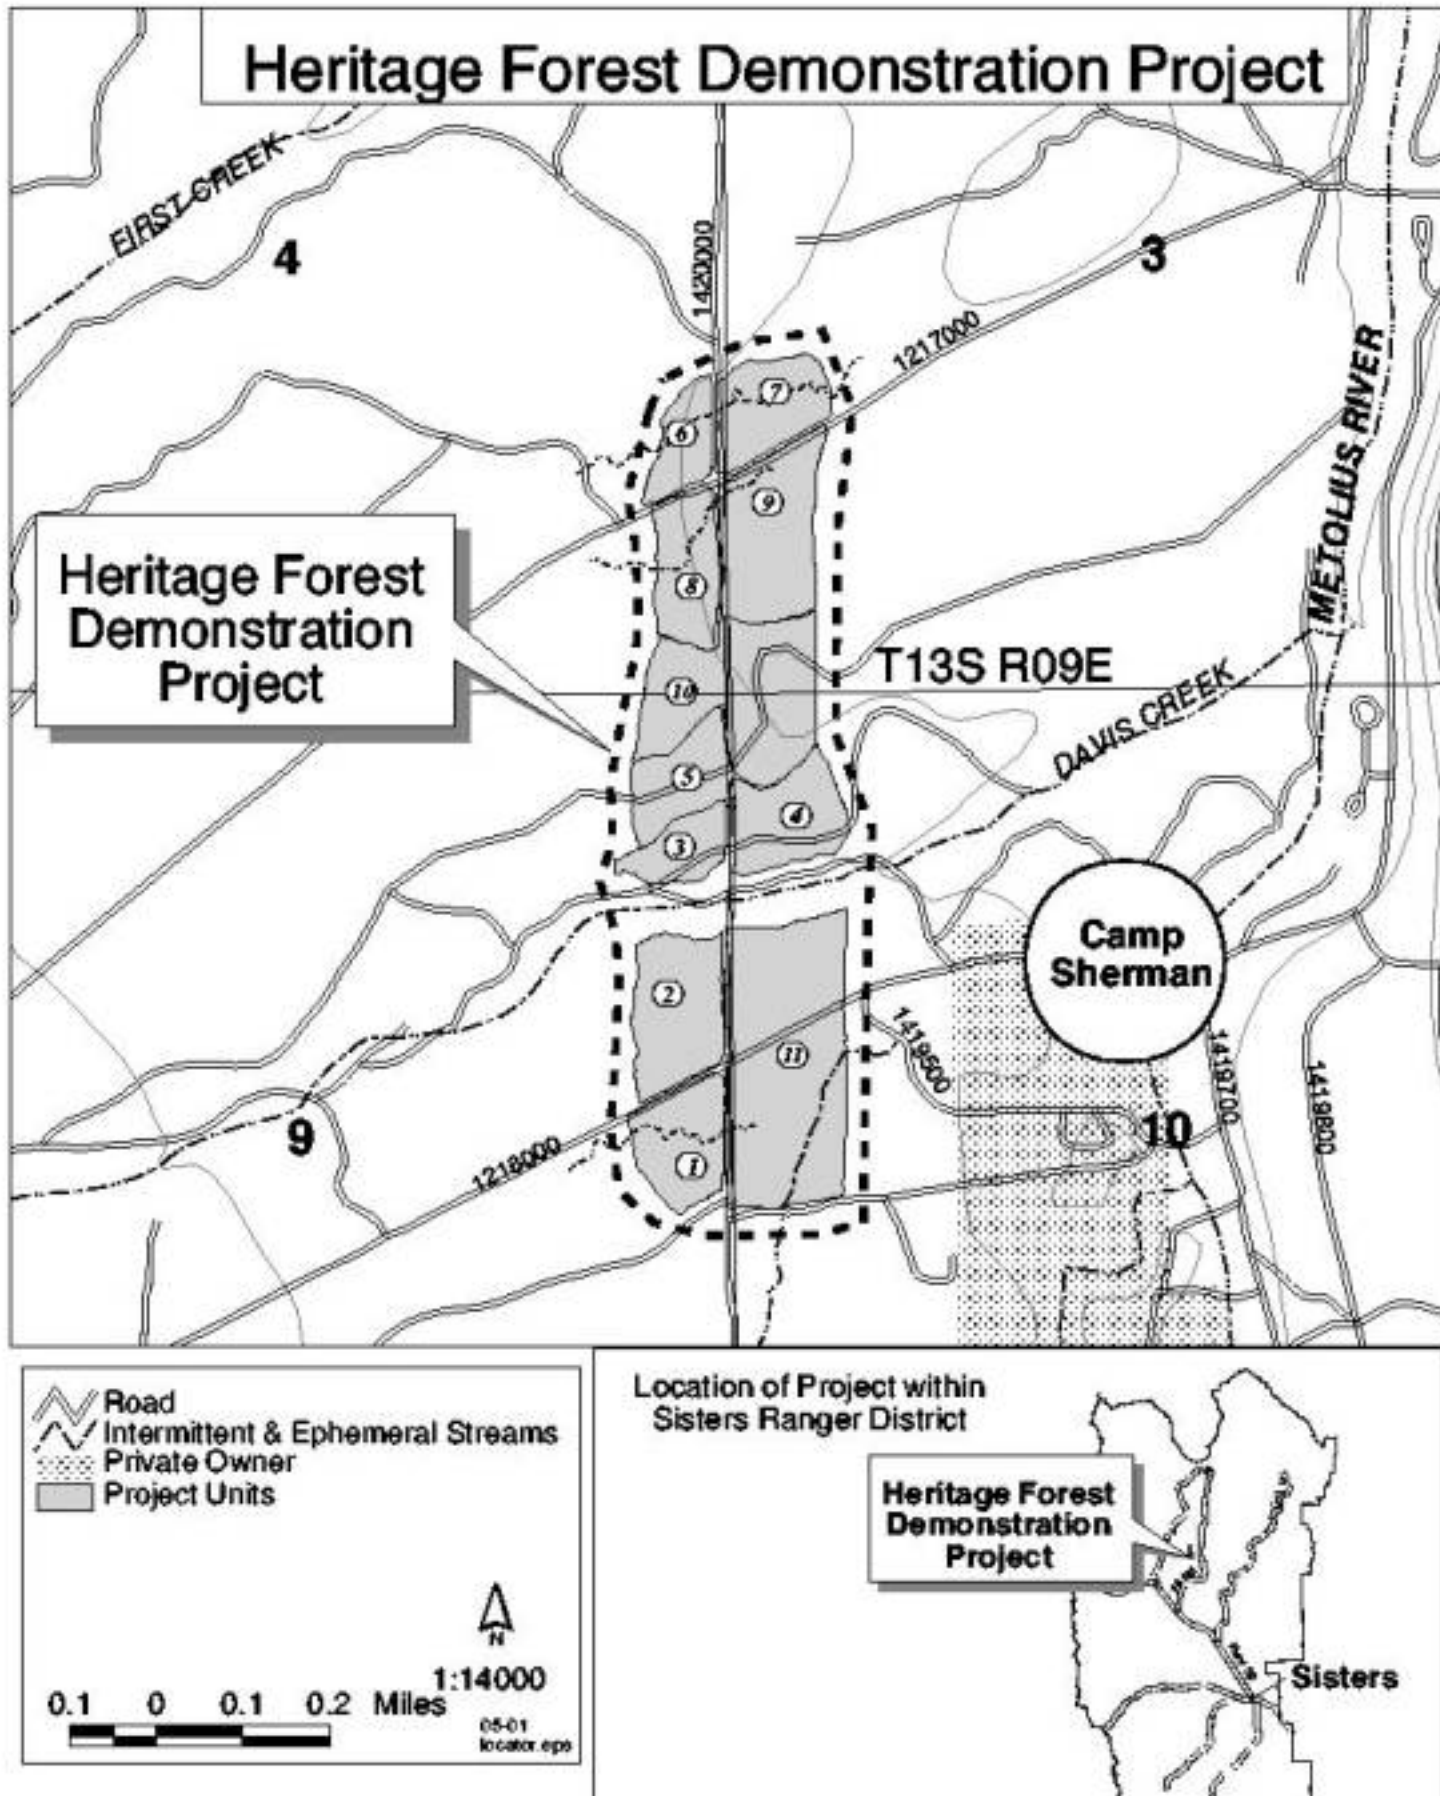 Heritage Forest Demonstration Project
FIRST CREEK
4
1420000
3
1217000
7
6
METOLIUS RIVER
9
Heritage Forest
Demonstration
Project
8
T13S R09E
10
DAVIS CREEK
5
4
3
Camp
Sherman
2
11
1419500
1419700
1419800
9
10
1218000
1
Road
Intermittent & Ephemeral Streams
Private Owner
Project Units
N
1:14000
0.1 0 0.1 0.2 Miles
05-01
locator.eps
Location of Project within
Sisters Ranger District
Heritage Forest
Demonstration
Project
Sisters